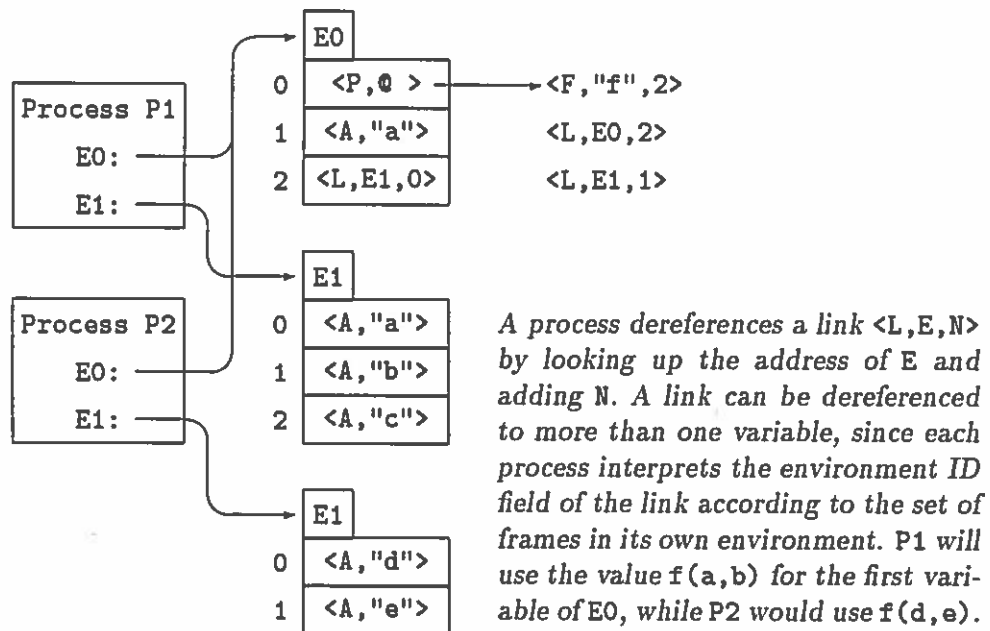 E0
0 <P,@ > <F,"f",2>
Process P1
1 <A,"a"> <L,E0,2>
E0:
2 <L,E1,0> <L,E1,1>
E1:
E1
Process P2
0 <A,"a">
E0:
1 <A,"b">
E1:
2 <A,"c">
E1
0 <A,"d">
1 <A,"e">
A process dereferences a link <L,E,N>
by looking up the address of E and
adding N. A link can be dereferenced
to more than one variable, since each
process interprets the environment ID
field of the link according to the set of
frames in its own environment. P1 will
use the value f(a,b) for the first vari-
able of E0, while P2 would use f(d,e).